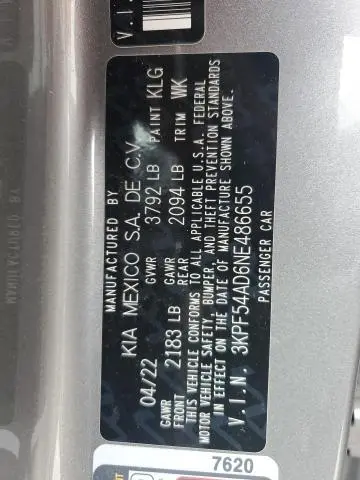 MANUFACTURED BY
KIA MEXICO S.A. DE C.V.
04/22 GVWR 3792 LB PAINT KLG
GAWR FRONT 2183 LB GAWR REAR 2094 LB TRIM WK
THIS VEHICLE CONFORMS TO ALL APPLICABLE U.S.A. FEDERAL
MOTOR VEHICLE SAFETY, BUMPER, AND THEFT PREVENTION STANDARDS
IN EFFECT ON THE DATE OF MANUFACTURE SHOWN ABOVE.
V.I.N. 3KPF54AD6NE486655
PASSENGER CAR
7620